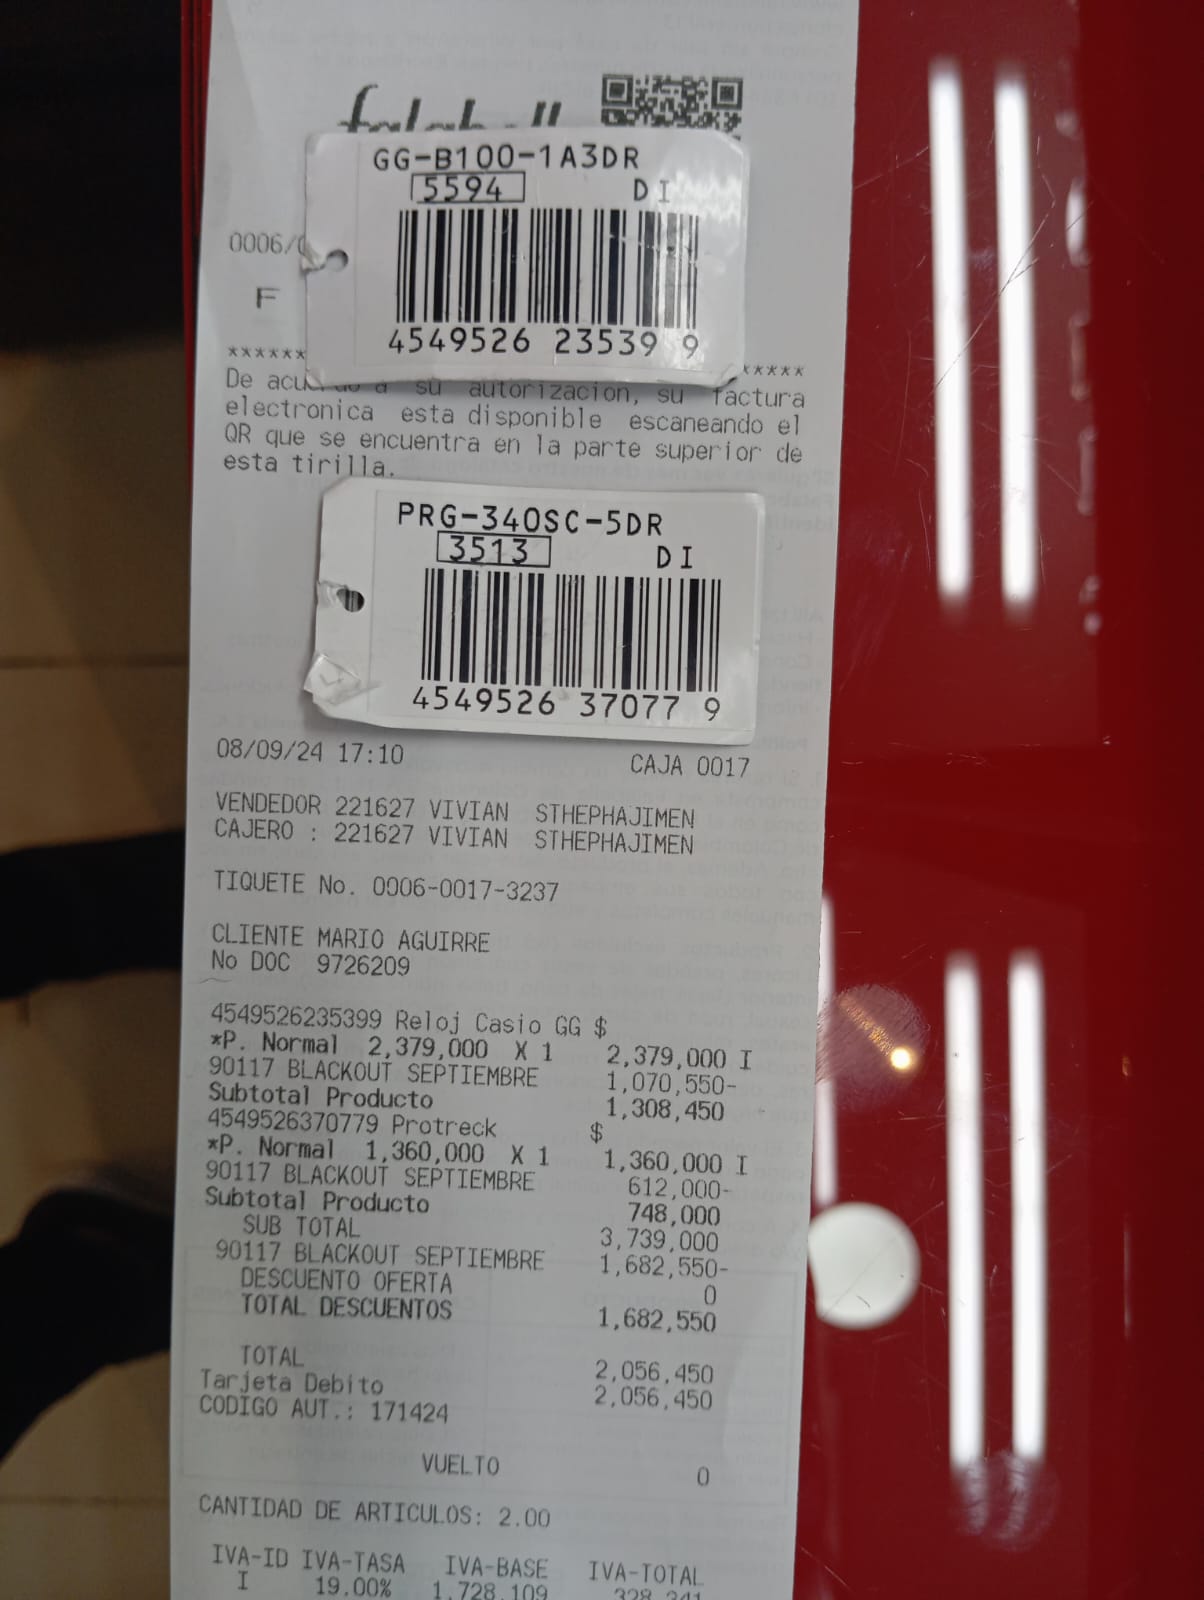 falabell
GG-B100-1A3DR
5594 DI
4549526 23539 9
0006/
F
De acuerdo a su autorizacion, su factura
electronica esta disponible escaneando el
QR que se encuentra en la parte superior de
esta tirilla.
PRG-340SC-5DR
3513 DI
4549526 37077 9
08/09/24 17:10 CAJA 0017
VENDEDOR 221627 VIVIAN STHEPHAJIMEN
CAJERO : 221627 VIVIAN STHEPHAJIMEN
TIQUETE No. 0006-0017-3237
CLIENTE MARIO AGUIRRE
No DOC 9726209
4549526235399 Reloj Casio GG $
*P. Normal 2,379,000 X 1 2,379,000 I
90117 BLACKOUT SEPTIEMBRE 1,070,550-
Subtotal Producto 1,308,450
4549526370779 Protreck $
*P. Normal 1,360,000 X 1 1,360,000 I
90117 BLACKOUT SEPTIEMBRE 612,000-
Subtotal Producto 748,000
SUB TOTAL 3,739,000
90117 BLACKOUT SEPTIEMBRE 1,682,550-
DESCUENTO OFERTA 0
TOTAL DESCUENTOS 1,682,550
TOTAL 2,056,450
Tarjeta Debito 2,056,450
CODIGO AUT.: 171424
VUELTO 0
CANTIDAD DE ARTICULOS: 2.00
IVA-ID IVA-TASA IVA-BASE IVA-TOTAL
I 19.00% 1,728,109 328,341